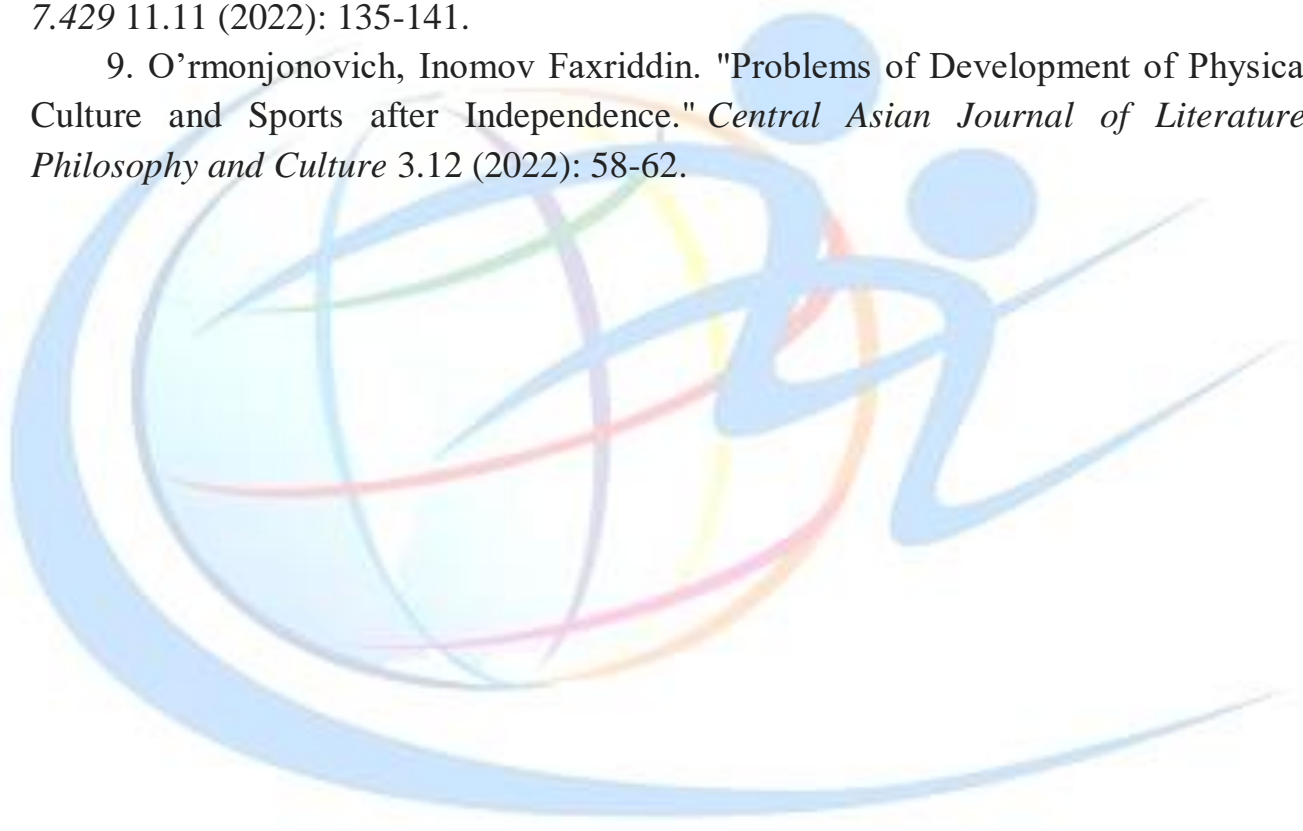 7.429 11.11 (2022): 135-141.
9. O’rmonjonovich, Inomov Faxriddin. "Problems of Development of Physica
Culture and Sports after Independence." Central Asian Journal of Literature
Philosophy and Culture 3.12 (2022): 58-62.